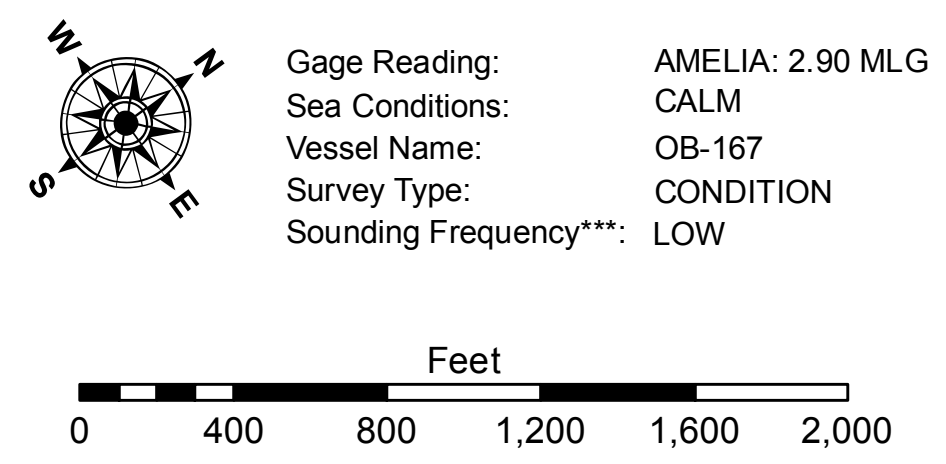 W N
S E
Gage Reading: AMELIA: 2.90 MLG
Sea Conditions: CALM
Vessel Name: OB-167
Survey Type: CONDITION
Sounding Frequency***: LOW
Feet
0 400 800 1,200 1,600 2,000